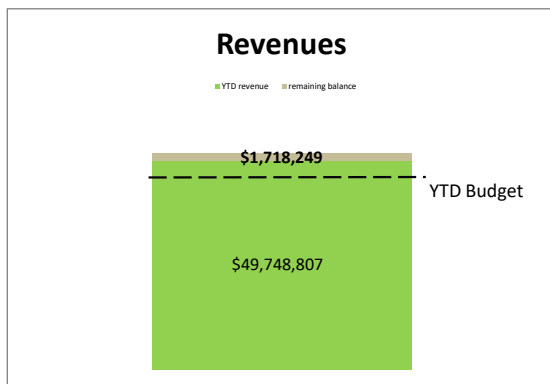 Revenues
YTD revenue remaining balance
$1,718,249
YTD Budget
$49,748,807